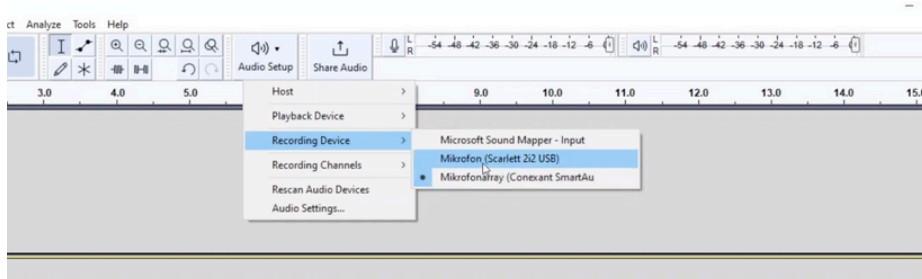 ct Analyze Tools Help
L R -54 -48 -42 -36 -30 -24 -18 -12 -6 0
L R -54 -48 -42 -36 -30 -24 -18 -12 -6 0
Audio Setup Share Audio
3.0 4.0 5.0 9.0 10.0 11.0 12.0 13.0 14.0 15.
Host
Playback Device
Recording Device
Recording Channels
Rescan Audio Devices
Audio Settings...
Microsoft Sound Mapper - Input
Mikrofon (Scarlett 2i2 USB)
Mikrofonarray (Conexant SmartAu